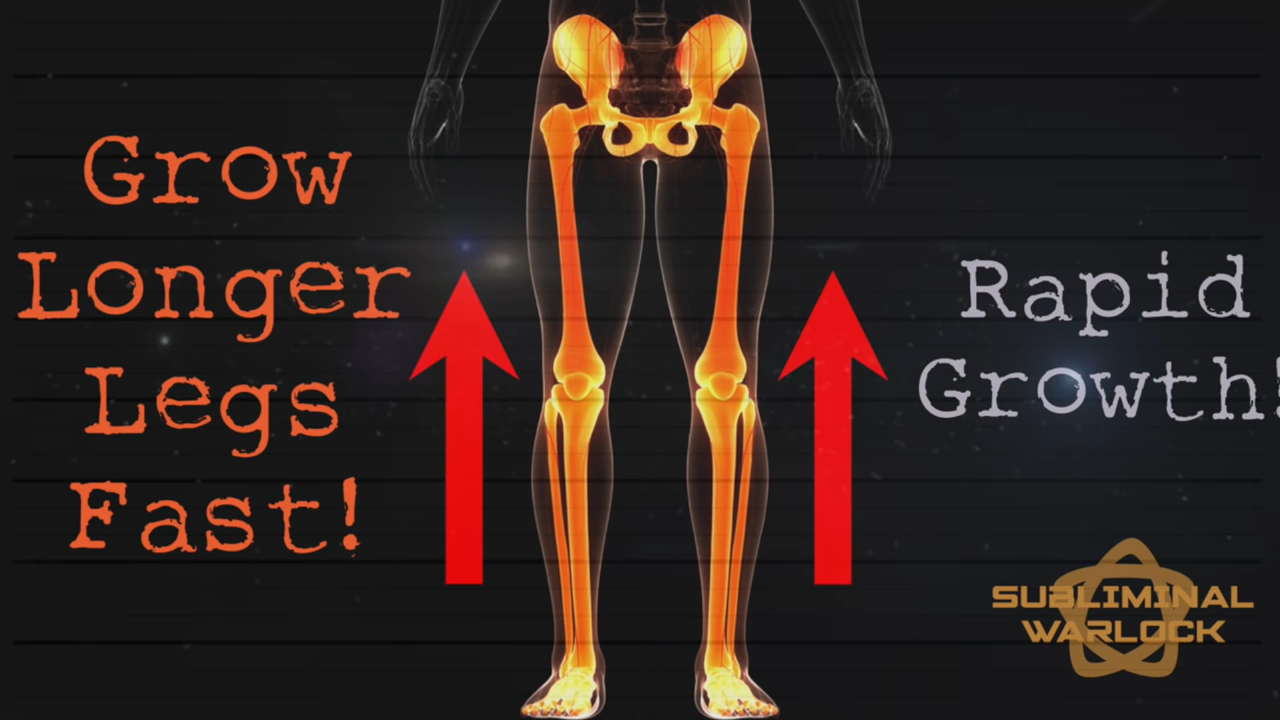 Grow
Longer
Legs
Fast!
Rapid
Growth!
SUBLIMINAL
WARLOCK